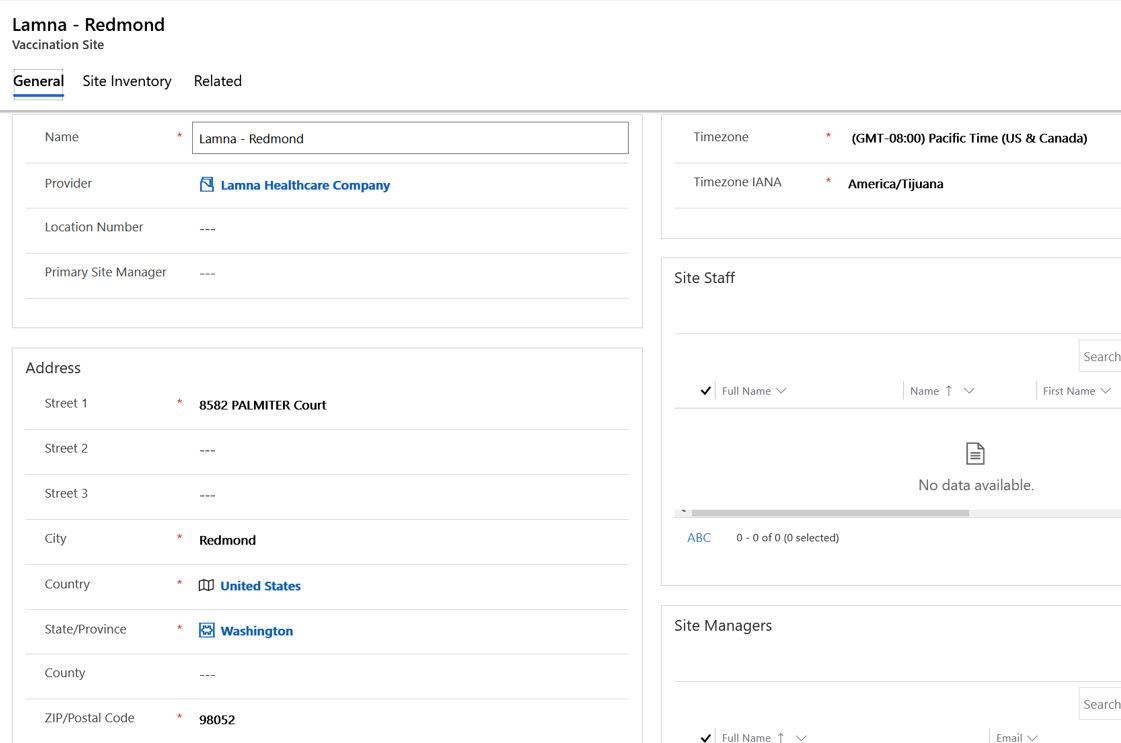 Lamna - Redmond
Vaccination Site
General Site Inventory Related
Name * Lamna - Redmond
Provider Lamna Healthcare Company
Location Number ---
Primary Site Manager ---
Address
Street 1 * 8582 PALMITER Court
Street 2 ---
Street 3 ---
City * Redmond
Country * United States
State/Province * Washington
County ---
ZIP/Postal Code * 98052
Timezone * (GMT-08:00) Pacific Time (US & Canada)
Timezone IANA * America/Tijuana
Site Staff
Search
Full Name Name ↑ First Name
No data available.
ABC 0 - 0 of 0 (0 selected)
Site Managers
Search
Full Name ↑ Email